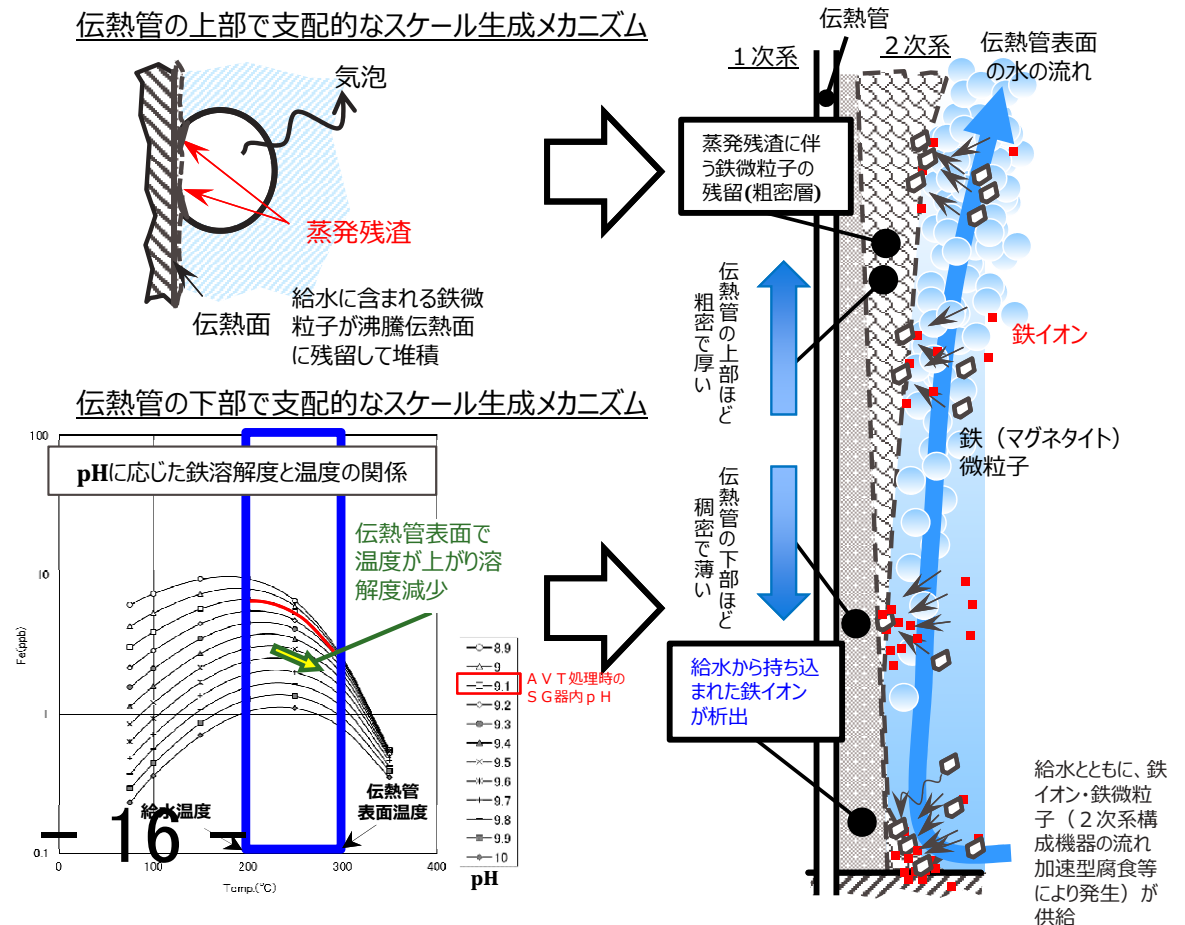 伝熱管の上部で支配的なスケール生成メカニズム
気泡
蒸発残渣
伝熱面
給水に含まれる鉄微
粒子が沸騰伝熱面
に残留して堆積
伝熱管の下部で支配的なスケール生成メカニズム
pHに応じた鉄溶解度と温度の関係
伝熱管表面で
温度が上がり溶
解度減少
100
10
1
0.1
Fe(ppb)
0
100
200
300
400
Temp.(℃)
給水温度
伝熱管
表面温度
- 16 -
8.9
9
9.1
9.2
9.3
9.4
9.5
9.6
9.7
9.8
9.9
10
pH
AVT処理時の
SG器内pH
伝熱管
1次系
2次系
伝熱管表面
の水の流れ
蒸発残渣に伴
う鉄微粒子の
残留(粗密層)
伝熱管の上部ほど
粗密で厚い
伝熱管の下部ほど
稠密で薄い
鉄イオン
鉄（マグネタイト）
微粒子
給水から持ち込
まれた鉄イオン
が析出
給水とともに、鉄
イオン・鉄微粒
子（２次系構
成機器の流れ
加速型腐食等
により発生）が
供給